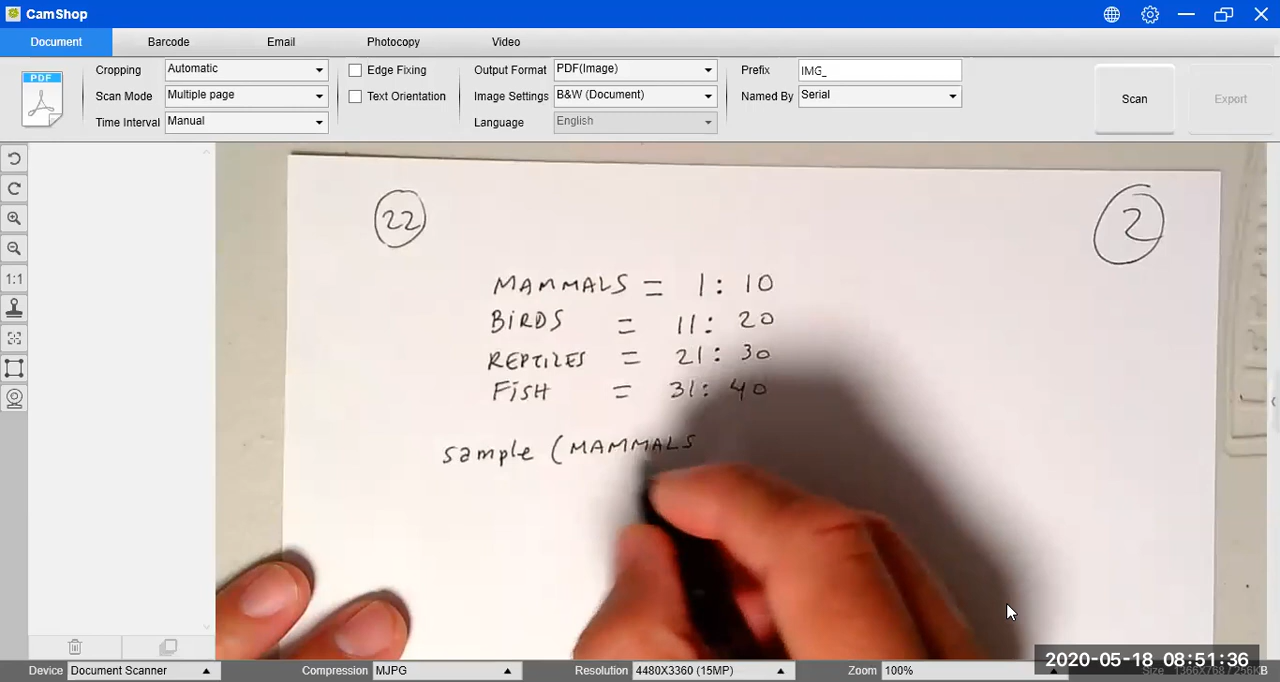 CamShop
Document Barcode Email Photocopy Video
PDF
Cropping Automatic
Scan Mode Multiple page
Time Interval Manual
Edge Fixing
Text Orientation
Output Format PDF(Image)
Image Settings B&W (Document)
Language English
Prefix IMG_
Named By Serial
Scan
Export
1:1
22
2
MAMMALS = 1 : 10
BiRDS = 11 : 20
REPTILES = 21 : 30
FiSH = 31 : 40
sample (MAMMALS
2020-05-18 08:51:36
Device Document Scanner Compression MJPG Resolution 4480X3360 (15MP) Zoom 100%